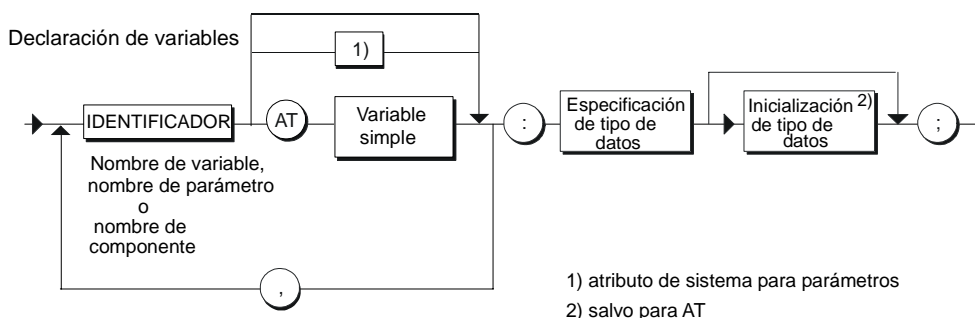 Declaración de variables
1)
IDENTIFICADOR
AT
Variable
simple
:
Especificación
de tipo de
datos
Inicialización 2)
de tipo de
datos
;
Nombre de variable,
nombre de parámetro
o
nombre de
componente
,
1) atributo de sistema para parámetros
2) salvo para AT